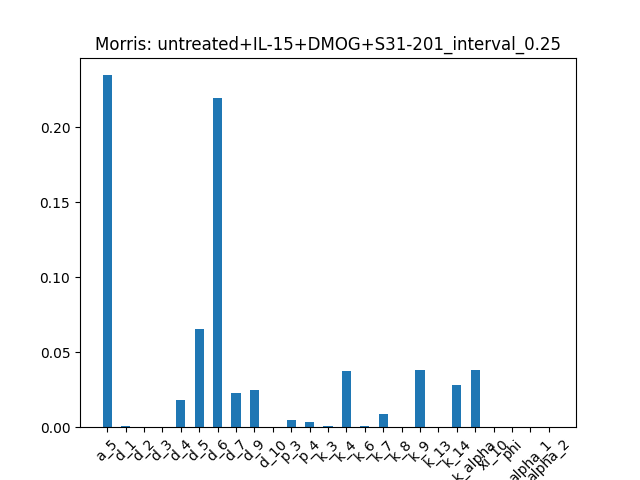 Morris: untreated+IL-15+DMOG+S31-201_interval_0.25
0.20
0.15
0.10
0.05
0.00
a_5
d_1
d_2
d_3
d_4
d_5
d_6
d_7
d_9
d_10
p_3
p_4
k_3
k_4
k_6
k_7
k_8
k_9
k_13
k_14
k_alpha
xi_10
phi
alpha_1
alpha_2